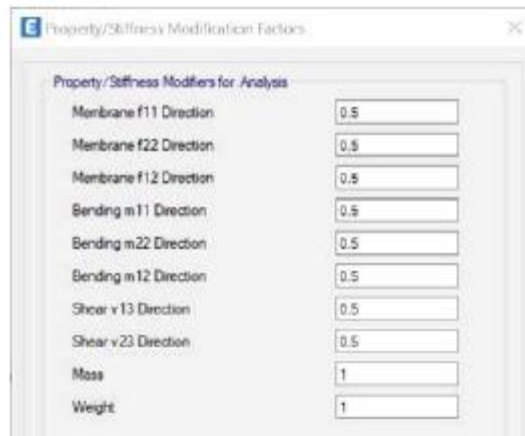 E Property/Stiffness Modification Factors
Property/Stiffness Modifiers for Analysis
Membrane f11 Direction 0.5
Membrane f22 Direction 0.5
Membrane f12 Direction 0.5
Bending m11 Direction 0.5
Bending m22 Direction 0.5
Bending m12 Direction 0.5
Shear v13 Direction 0.5
Shear v23 Direction 0.5
Mass 1
Weight 1